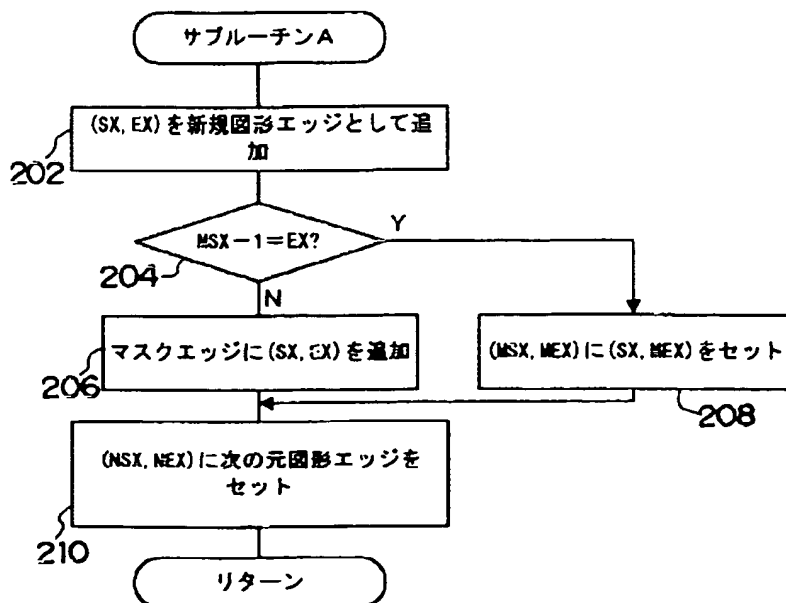 サブルーチンA
(SX, EX)を新規図形エッジとして追
加
202
MSX－1＝EX?
Y
204
N
マスクエッジに(SX, EX)を追加
206
(MSX, MEX)に(SX, MEX)をセット
208
(NSX, NEX)に次の元図形エッジを
セット
210
リターン